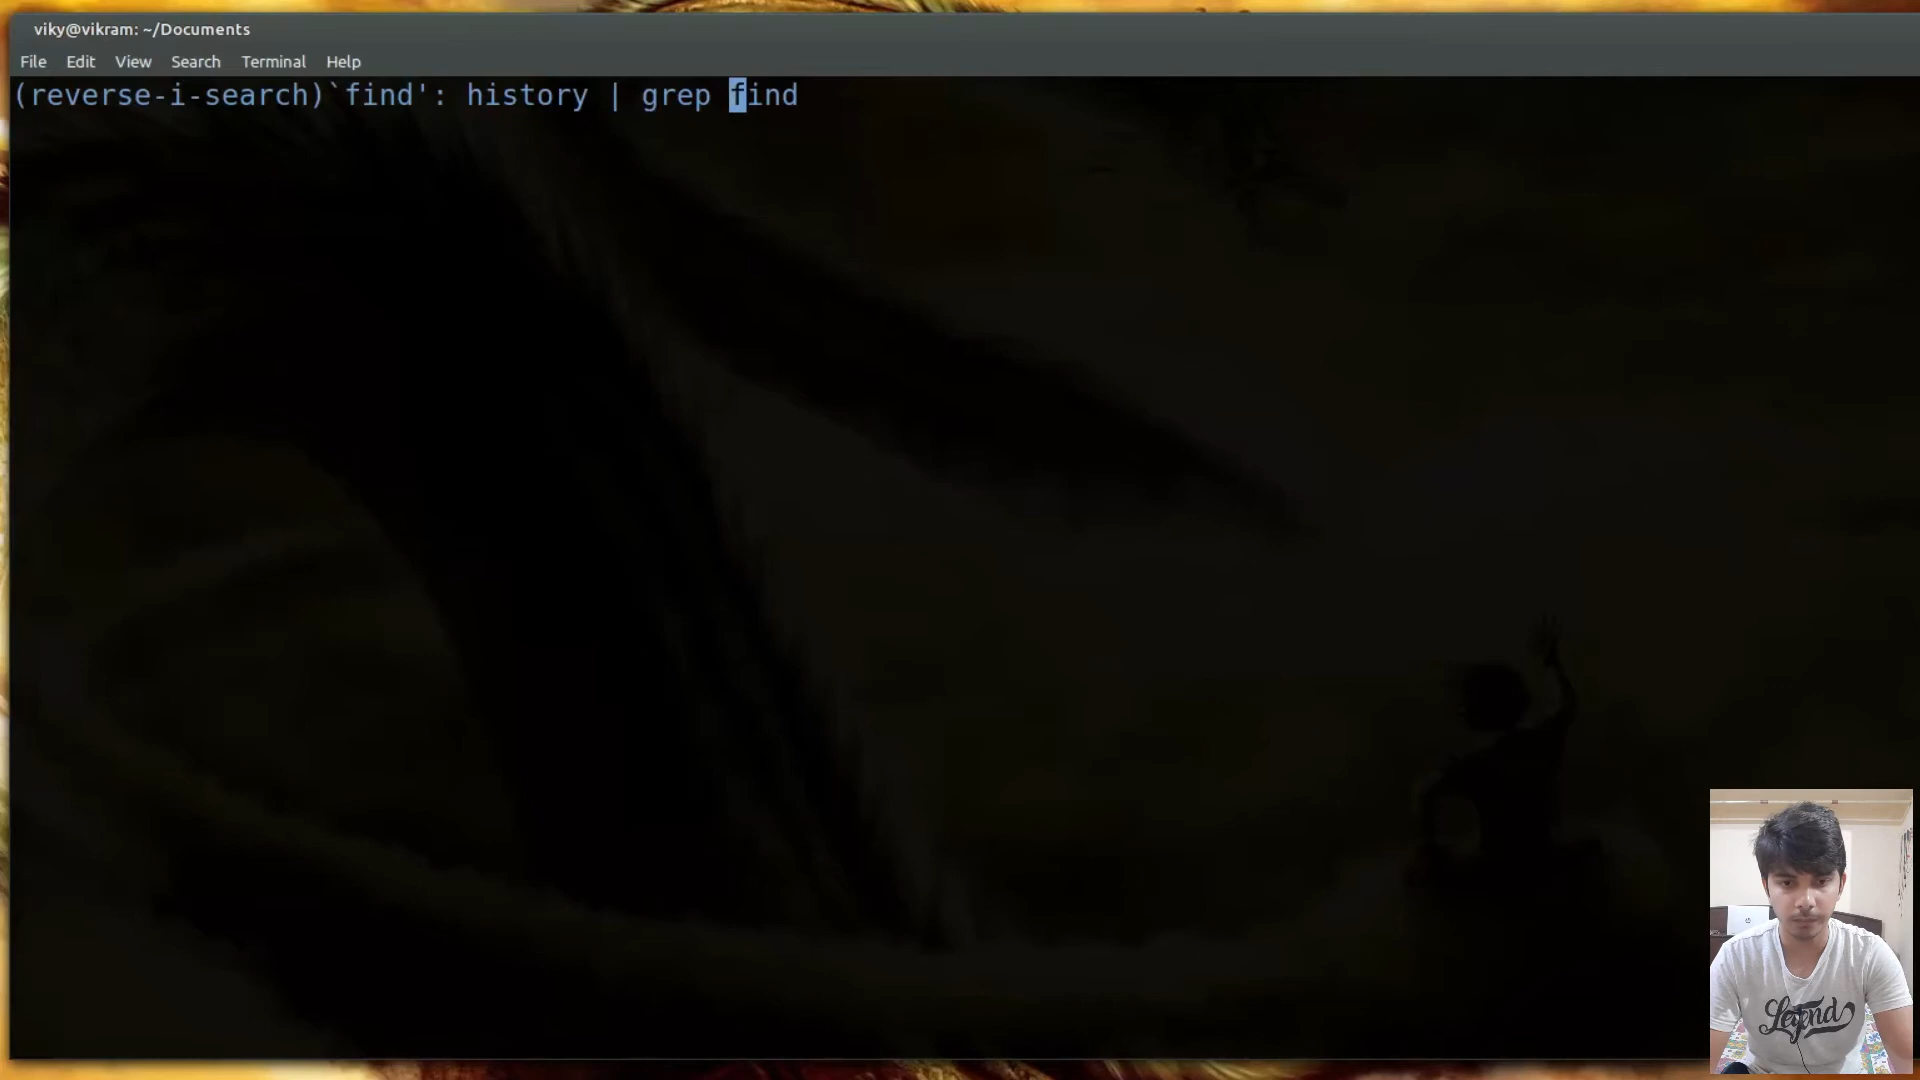 viky@vikram: ~/Documents
File Edit View Search Terminal Help
(reverse-i-search)`find': history | grep find
Legend